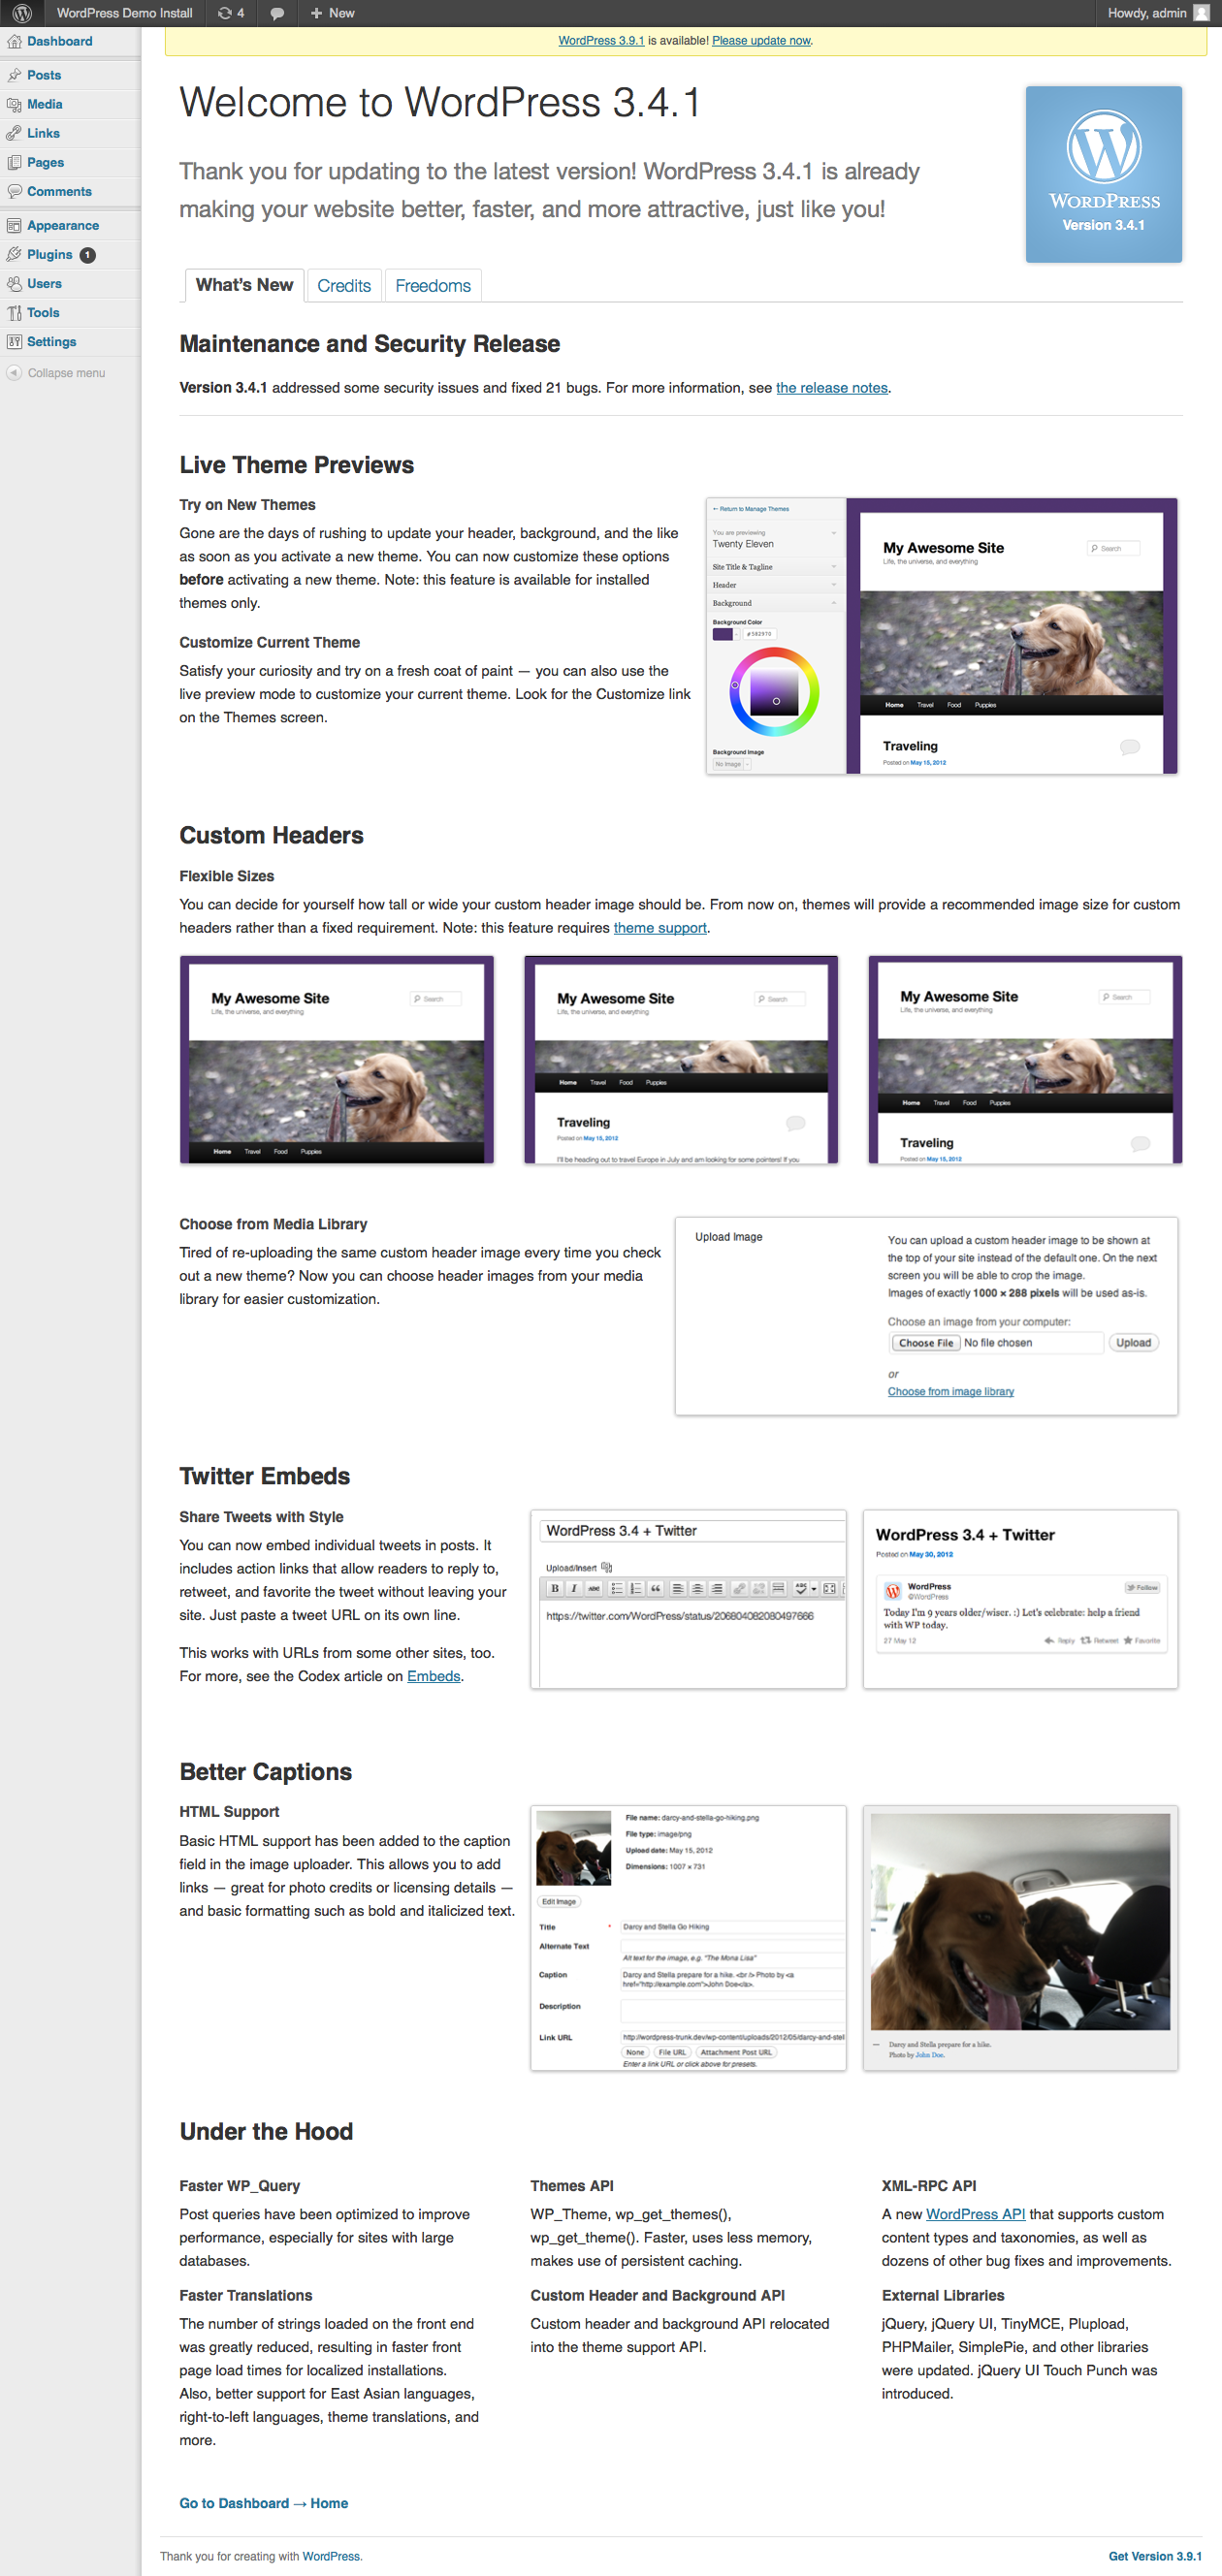 WordPress Demo Install 4 New Howdy, admin
WordPress 3.9.1 is available! Please update now.
Dashboard
Posts
Media
Links
Pages
Comments
Appearance
Plugins 1
Users
Tools
Settings
Collapse menu
Welcome to WordPress 3.4.1
Thank you for updating to the latest version! WordPress 3.4.1 is already
making your website better, faster, and more attractive, just like you!
WORDPRESS
Version 3.4.1
What's New Credits Freedoms
Maintenance and Security Release
Version 3.4.1 addressed some security issues and fixed 21 bugs. For more information, see the release notes.
Live Theme Previews
Try on New Themes
Gone are the days of rushing to update your header, background, and the like
as soon as you activate a new theme. You can now customize these options
before activating a new theme. Note: this feature is available for installed
themes only.
Customize Current Theme
Satisfy your curiosity and try on a fresh coat of paint — you can also use the
live preview mode to customize your current theme. Look for the Customize link
on the Themes screen.
← Return to Manage Themes
You are previewing
Twenty Eleven
Site Title & Tagline
Header
Background
Background Color
#582970
Background Image
No Image
My Awesome Site
Life, the universe, and everything
Search
Home Travel Food Puppies
Traveling
Posted on May 15, 2012
Custom Headers
Flexible Sizes
You can decide for yourself how tall or wide your custom header image should be. From now on, themes will provide a recommended image size for custom
headers rather than a fixed requirement. Note: this feature requires theme support.
My Awesome Site
Life, the universe, and everything
Search
Home Travel Food Puppies
My Awesome Site
Life, the universe, and everything
Search
Home Travel Food Puppies
Traveling
Posted on May 15, 2012
I'll be heading out to travel Europe in July and am looking for some pointers! If you
My Awesome Site
Life, the universe, and everything
Search
Home Travel Food Puppies
Traveling
Posted on May 15, 2012
Choose from Media Library
Tired of re-uploading the same custom header image every time you check
out a new theme? Now you can choose header images from your media
library for easier customization.
Upload Image
You can upload a custom header image to be shown at
the top of your site instead of the default one. On the next
screen you will be able to crop the image.
Images of exactly 1000 × 288 pixels will be used as-is.
Choose an image from your computer:
Choose File No file chosen Upload
or
Choose from image library
Twitter Embeds
Share Tweets with Style
You can now embed individual tweets in posts. It
includes action links that allow readers to reply to,
retweet, and favorite the tweet without leaving your
site. Just paste a tweet URL on its own line.
This works with URLs from some other sites, too.
For more, see the Codex article on Embeds.
WordPress 3.4 + Twitter
Upload/Insert
B I ABC ABC
https://twitter.com/WordPress/status/206804082080497666
WordPress 3.4 + Twitter
Posted on May 30, 2012
WordPress
@WordPress
Follow
Today I'm 9 years older/wiser. :) Let's celebrate: help a friend
with WP today.
27 May 12 Reply Retweet Favorite
Better Captions
HTML Support
Basic HTML support has been added to the caption
field in the image uploader. This allows you to add
links — great for photo credits or licensing details —
and basic formatting such as bold and italicized text.
File name: darcy-and-stella-go-hiking.png
File type: image/png
Upload date: May 15, 2012
Dimensions: 1007 × 731
Edit Image
Title * Darcy and Stella Go Hiking
Alternate Text
Alt text for the image, e.g. "The Mona Lisa"
Caption Darcy and Stella prepare for a hike. <br /> Photo by <a
href="http://example.com">John Doe</a>.
Description
Link URL http://wordpress-trunk.dev/wp-content/uploads/2012/05/darcy-and-stell
None File URL Attachment Post URL
Enter a link URL or click above for presets.
— Darcy and Stella prepare for a hike.
Photo by John Doe.
Under the Hood
Faster WP_Query
Post queries have been optimized to improve
performance, especially for sites with large
databases.
Themes API
WP_Theme, wp_get_themes(),
wp_get_theme(). Faster, uses less memory,
makes use of persistent caching.
XML-RPC API
A new WordPress API that supports custom
content types and taxonomies, as well as
dozens of other bug fixes and improvements.
Faster Translations
The number of strings loaded on the front end
was greatly reduced, resulting in faster front
page load times for localized installations.
Also, better support for East Asian languages,
right-to-left languages, theme translations, and
more.
Custom Header and Background API
Custom header and background API relocated
into the theme support API.
External Libraries
jQuery, jQuery UI, TinyMCE, Plupload,
PHPMailer, SimplePie, and other libraries
were updated. jQuery UI Touch Punch was
introduced.
Go to Dashboard → Home
Thank you for creating with WordPress. Get Version 3.9.1